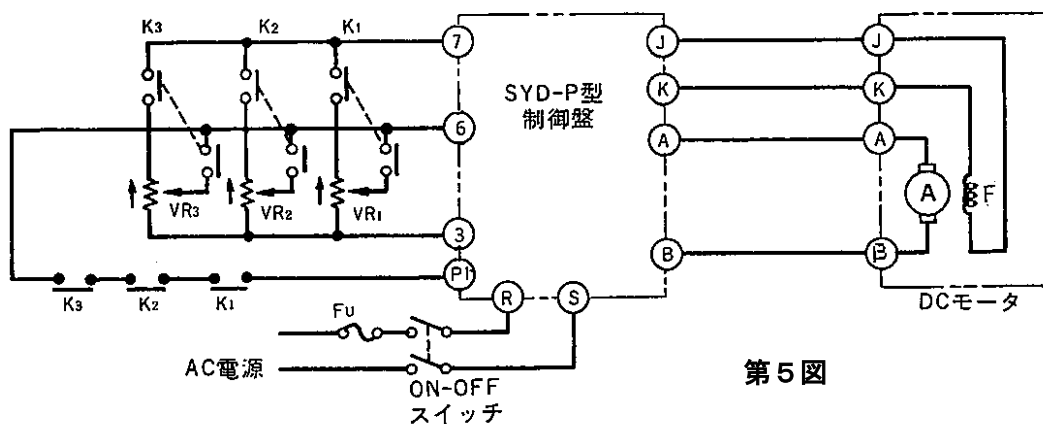 K3 K2 K1
7
J
J
SYD-P型
制御盤
K
K
6
A
A
A
F
VR3
VR2
VR1
3
B
B
P1
K3
K2
K1
R
S
DCモータ
Fu
AC電源
ON-OFF
スイッチ
第5図